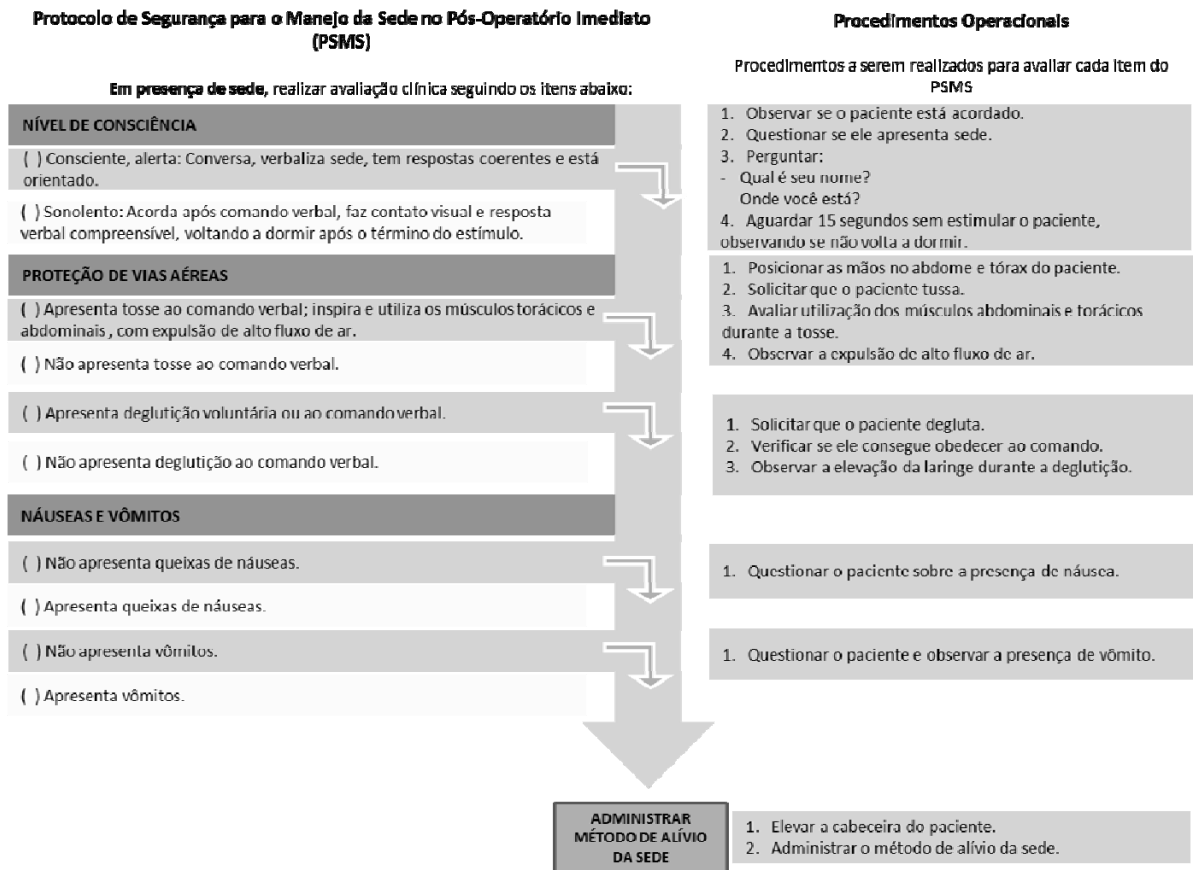 Protocolo de Segurança para o Manejo da Sede no Pós-Operatório Imediato
(PSMS)
Em presença de sede, realizar avaliação clínica seguindo os itens abaixo:
NÍVEL DE CONSCIÊNCIA
( ) Consciente, alerta: Conversa, verbaliza sede, tem respostas coerentes e está
orientado.
( ) Sonolento: Acorda após comando verbal, faz contato visual e resposta
verbal compreensível, voltando a dormir após o término do estímulo.
PROTEÇÃO DE VIAS AÉREAS
( ) Apresenta tosse ao comando verbal; inspira e utiliza os músculos torácicos e
abdominais , com expulsão de alto fluxo de ar.
( ) Não apresenta tosse ao comando verbal.
( ) Apresenta deglutição voluntária ou ao comando verbal.
( ) Não apresenta deglutição ao comando verbal.
NÁUSEAS E VÔMITOS
( ) Não apresenta queixas de náuseas.
( ) Apresenta queixas de náuseas.
( ) Não apresenta vômitos.
( ) Apresenta vômitos.
ADMINISTRAR
MÉTODO DE ALÍVIO
DA SEDE
Procedimentos Operacionais
Procedimentos a serem realizados para avaliar cada item do
PSMS
1. Observar se o paciente está acordado.
2. Questionar se ele apresenta sede.
3. Perguntar:
- Qual é seu nome?
Onde você está?
4. Aguardar 15 segundos sem estimular o paciente,
observando se não volta a dormir.
1. Posicionar as mãos no abdome e tórax do paciente.
2. Solicitar que o paciente tussa.
3. Avaliar utilização dos músculos abdominais e torácicos
durante a tosse.
4. Observar a expulsão de alto fluxo de ar.
1. Solicitar que o paciente degluta.
2. Verificar se ele consegue obedecer ao comando.
3. Observar a elevação da laringe durante a deglutição.
1. Questionar o paciente sobre a presença de náusea.
1. Questionar o paciente e observar a presença de vômito.
1. Elevar a cabeceira do paciente.
2. Administrar o método de alívio da sede.